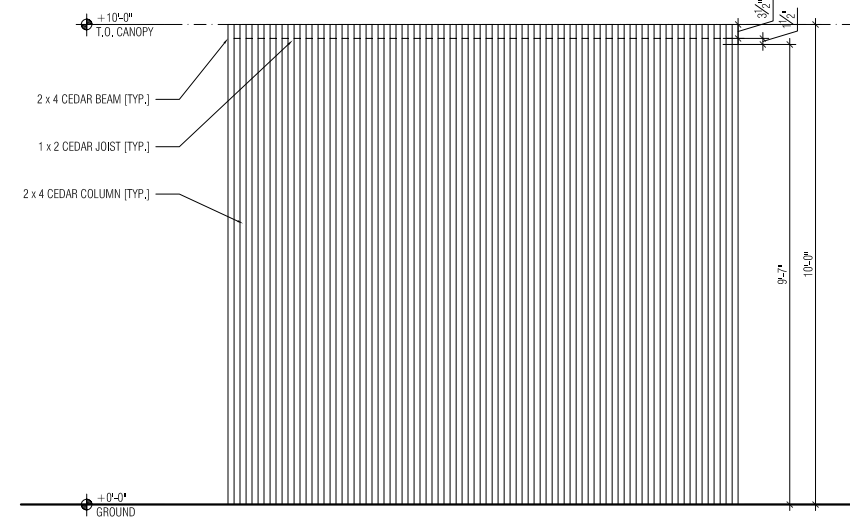 +10'-0"
T.O. CANOPY
3½"
1½"
2 x 4 CEDAR BEAM [TYP.]
1 x 2 CEDAR JOIST [TYP.]
2 x 4 CEDAR COLUMN [TYP.]
9'-7"
10'-0"
+0'-0"
GROUND